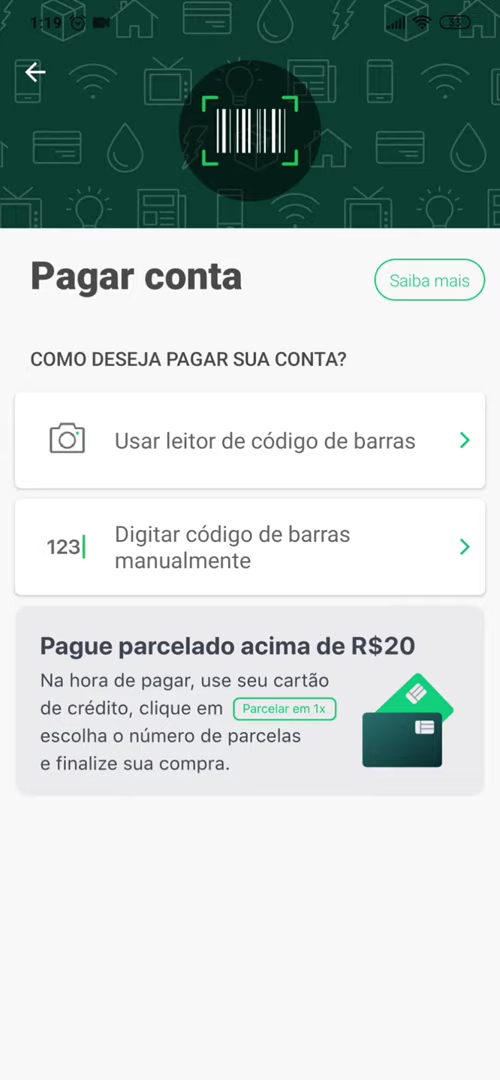 1:19
33
Pagar conta
Saiba mais
COMO DESEJA PAGAR SUA CONTA?
Usar leitor de código de barras
123
Digitar código de barras
manualmente
Pague parcelado acima de R$20
Na hora de pagar, use seu cartão
de crédito, clique em Parcelar em 1x
escolha o número de parcelas
e finalize sua compra.